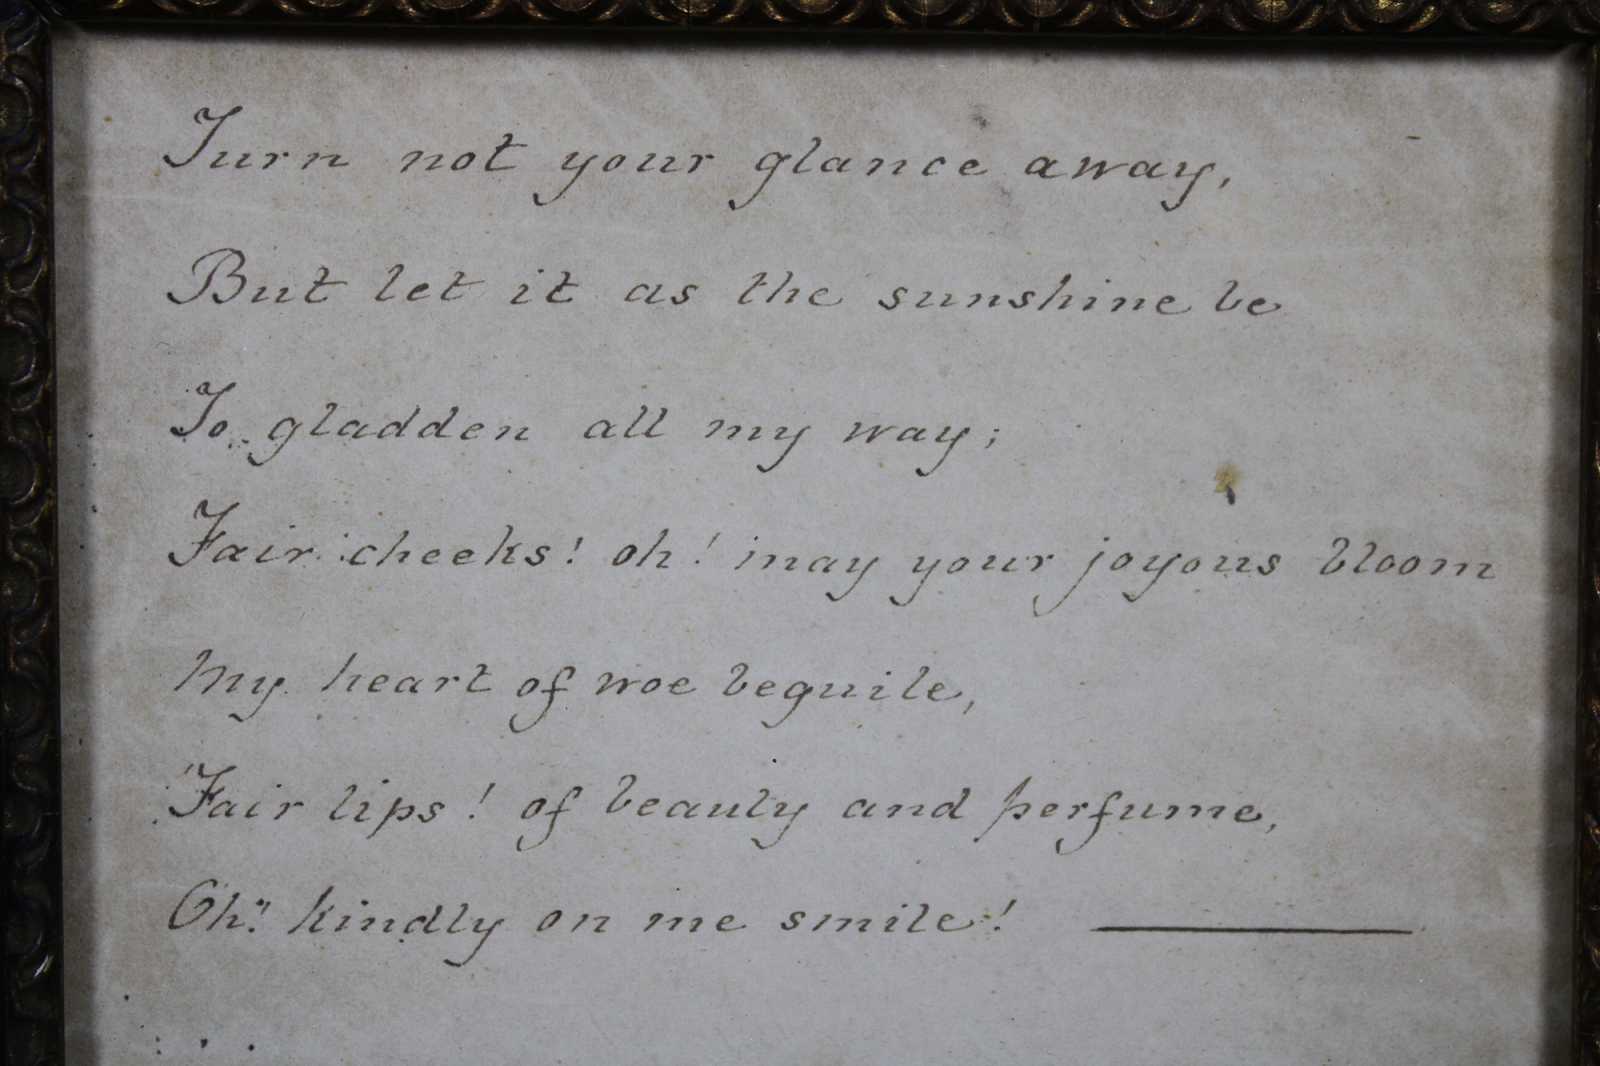 Turn not your glance away,
But let it as the sunshine be
To gladden all my way;
Fair cheeks! oh! may your joyous bloom
My heart of woe beguile,
Fair lips! of beauty and perfume,
Oh! kindly on me smile!